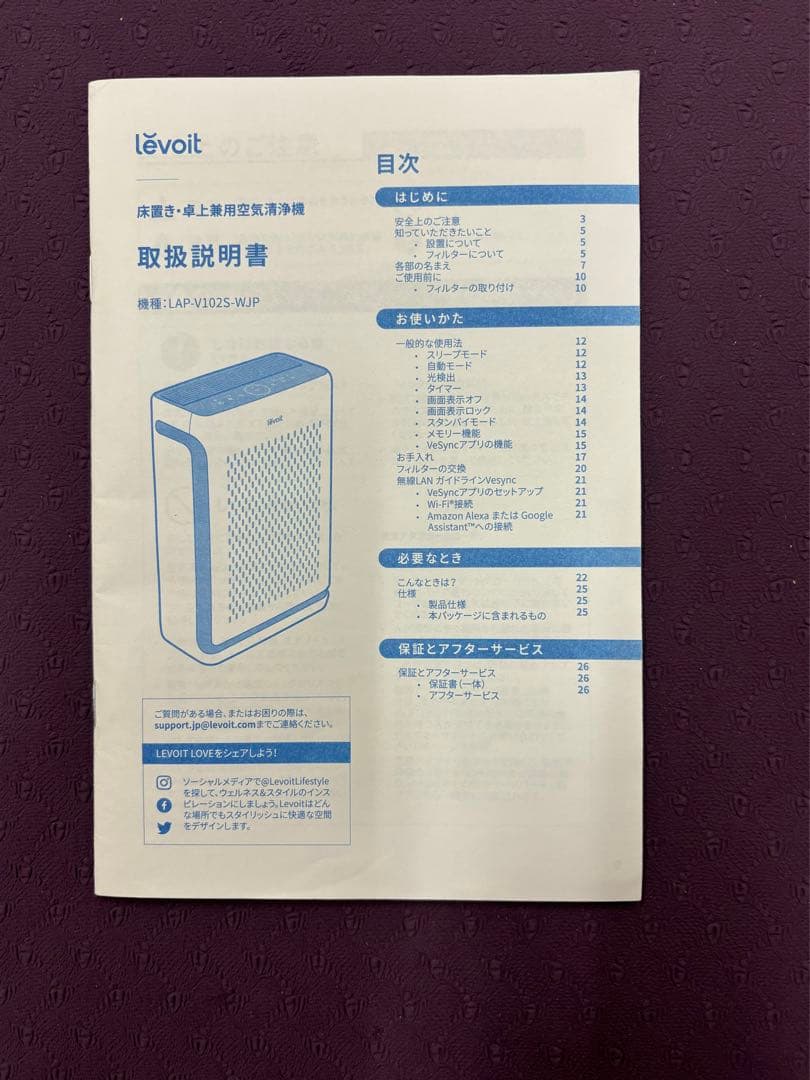 levoit
床置き・卓上兼用空気清浄機
取扱説明書
機種：LAP-V102S-WJP
levoit
ご質問がある場合、またはお困りの際は、
support.jp@levoit.comまでご連絡ください。
LEVOIT LOVEをシェアしよう！
ソーシャルメディアで@LevoitLifestyle
を探して、ウェルネス&スタイルのインス
ピレーションにしましょう。Levoitはどん
な場所でもスタイリッシュに快適な空間
をデザインします。
目次
はじめに
安全上のご注意 3
知っていただきたいこと 5
• 設置について 5
• フィルターについて 5
各部の名まえ 7
ご使用前に 10
• フィルターの取り付け 10
お使いかた
一般的な使用法 12
• スリープモード 12
• 自動モード 12
• 光検出 13
• タイマー 13
• 画面表示オフ 14
• 画面表示ロック 14
• スタンバイモード 14
• メモリー機能 15
• VeSyncアプリの機能 15
お手入れ 17
フィルターの交換 20
無線LAN ガイドラインVesync 21
• VeSyncアプリのセットアップ 21
• Wi-Fi®接続 21
• Amazon Alexa または Google 21
Assistant™への接続
必要なとき
こんなときは？ 22
仕様 25
• 製品仕様 25
• 本パッケージに含まれるもの 25
保証とアフターサービス
保証とアフターサービス 26
• 保証書（一体） 26
• アフターサービス 26